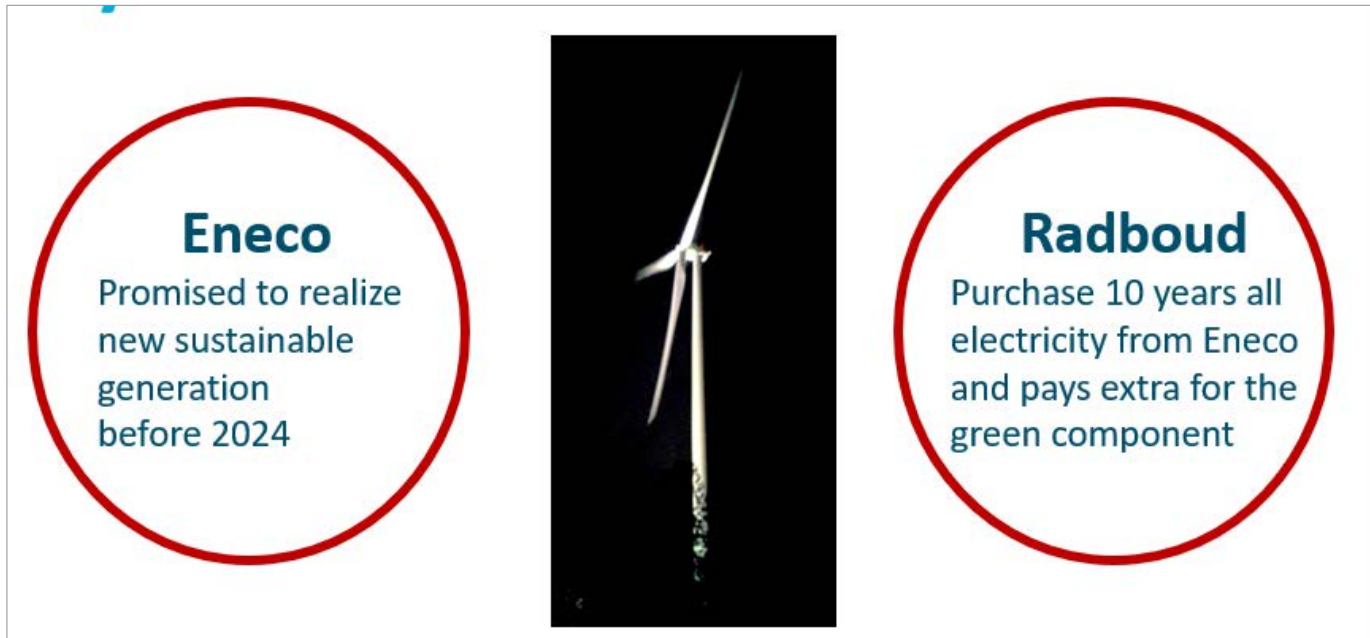 Eneco
Promised to realize
new sustainable
generation
before 2024
Radboud
Purchase 10 years all
electricity from Eneco
and pays extra for the
green component